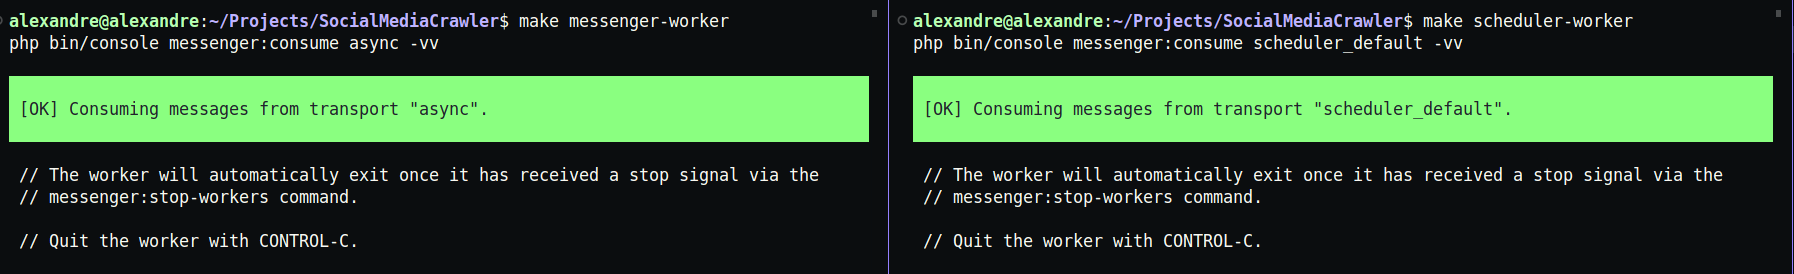 alexandre@alexandre:~/Projects/SocialMediaCrawler$ make messenger-worker
php bin/console messenger:consume async -vv
[OK] Consuming messages from transport "async".
// The worker will automatically exit once it has received a stop signal via the
// messenger:stop-workers command.
// Quit the worker with CONTROL-C.
alexandre@alexandre:~/Projects/SocialMediaCrawler$ make scheduler-worker
php bin/console messenger:consume scheduler_default -vv
[OK] Consuming messages from transport "scheduler_default".
// The worker will automatically exit once it has received a stop signal via the
// messenger:stop-workers command.
// Quit the worker with CONTROL-C.